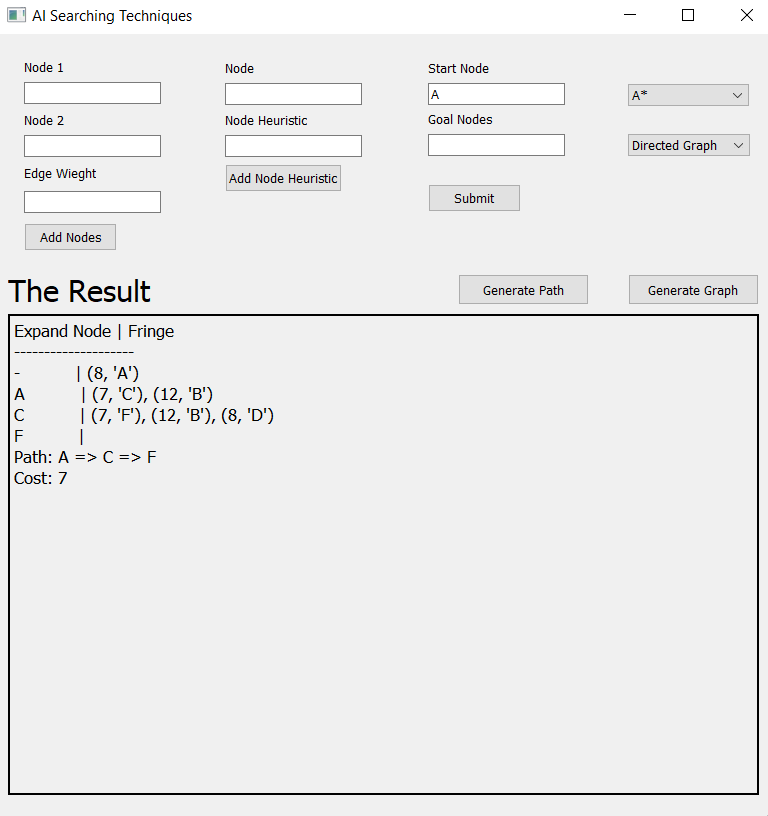 AI Searching Techniques
Node 1
Node
Start Node
A
A*
Node 2
Node Heuristic
Goal Nodes
Directed Graph
Edge Wieght
Add Node Heuristic
Submit
Add Nodes
The Result
Generate Path
Generate Graph
Expand Node | Fringe
--------------------
- | (8, 'A')
A | (7, 'C'), (12, 'B')
C | (7, 'F'), (12, 'B'), (8, 'D')
F |
Path: A => C => F
Cost: 7